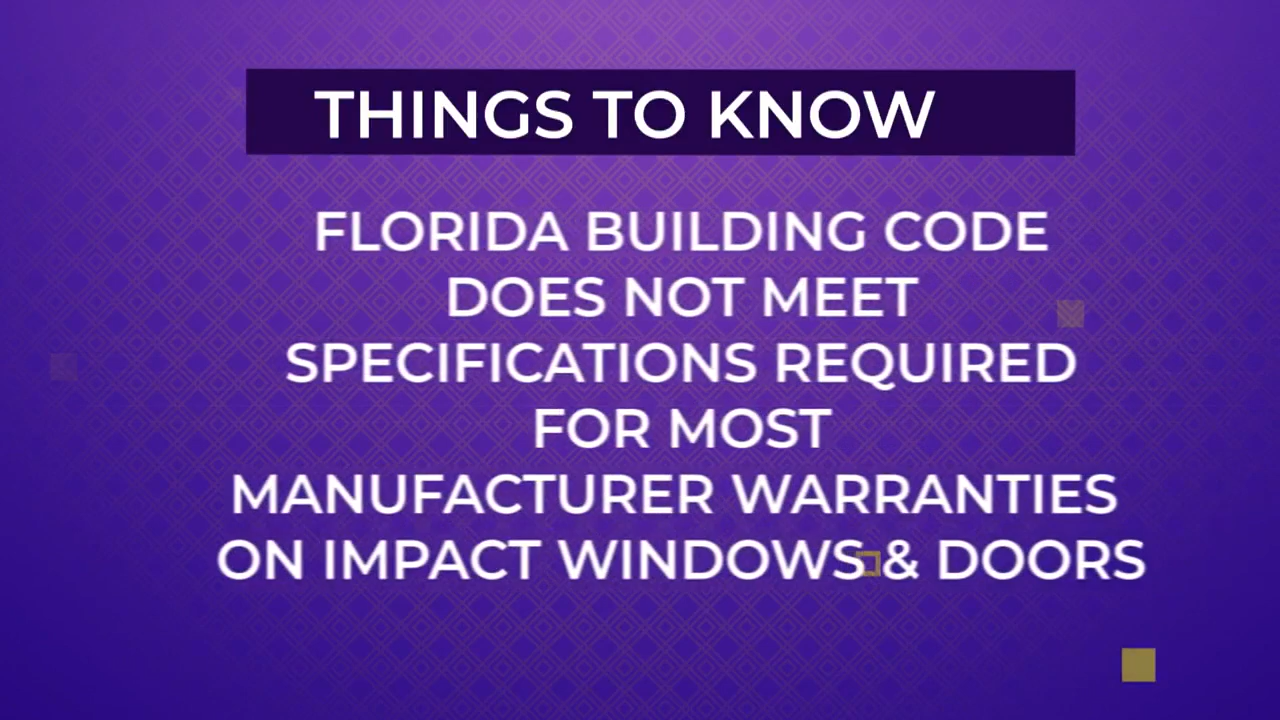 THINGS TO KNOW
FLORIDA BUILDING CODE
DOES NOT MEET
SPECIFICATIONS REQUIRED
FOR MOST
MANUFACTURER WARRANTIES
ON IMPACT WINDOWS & DOORS